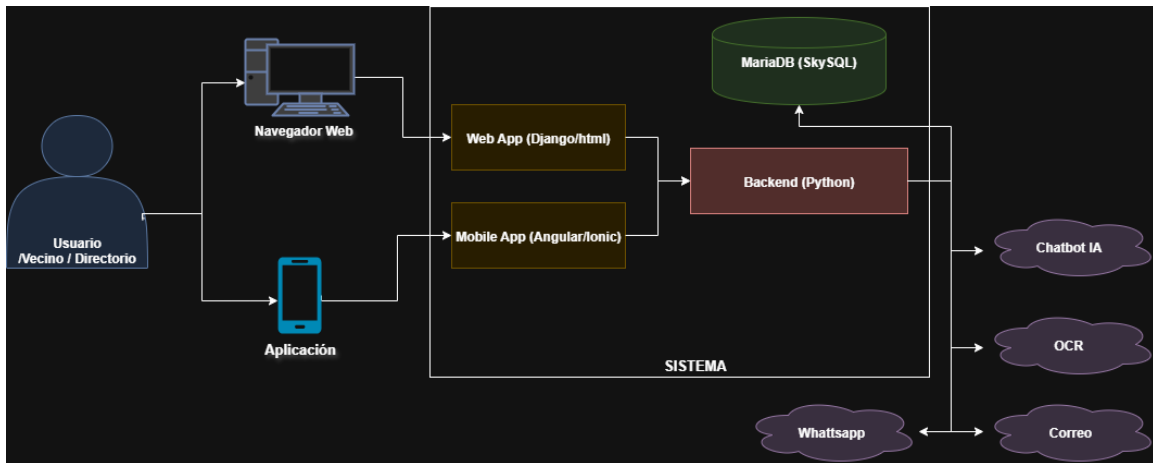 MariaDB (SkySQL)
Navegador Web
Web App (Django/html)
Backend (Python)
Mobile App (Angular/Ionic)
Usuario
/Vecino / Directorio
Chatbot IA
Aplicación
OCR
SISTEMA
Whattsapp
Correo